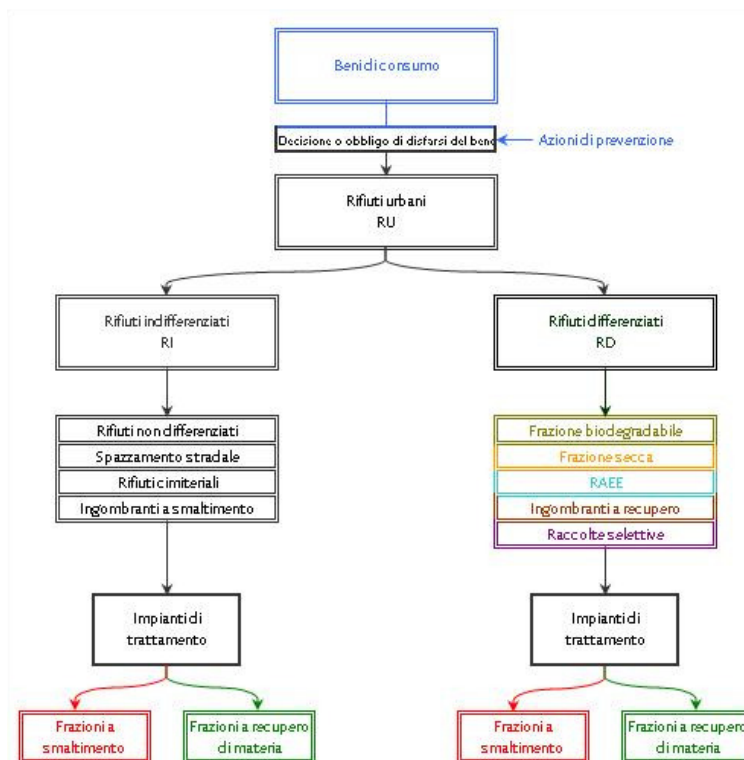 Beni di consumo
Decisione o obbligo di disfarsi del bene
Azioni di prevenzione
Rifiuti urbani
RU
Rifiuti indifferenziati
RI
Rifiuti differenziati
RD
Rifiuti non differenziati
Spazzamento stradale
Rifiuti cimiteriali
Ingombranti a smaltimento
Frazione biodegradabile
Frazione secca
RAEE
Ingombranti a recupero
Raccolte selettive
Impianti di
trattamento
Impianti di
trattamento
Frazioni a
smaltimento
Frazioni a recupero
di materia
Frazioni a
smaltimento
Frazioni a recupero
di materia